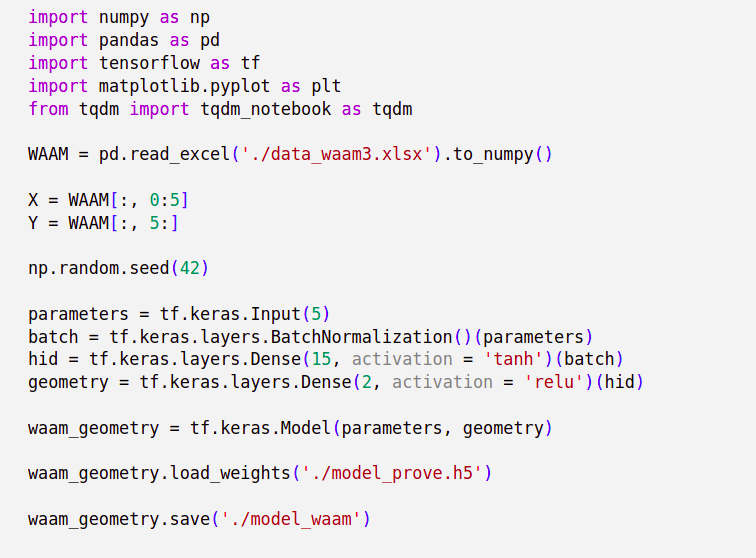 import numpy as np
import pandas as pd
import tensorflow as tf
import matplotlib.pyplot as plt
from tqdm import tqdm_notebook as tqdm
WAAM = pd.read_excel('./data_waam3.xlsx').to_numpy()
X = WAAM[:, 0:5]
Y = WAAM[:, 5:]
np.random.seed(42)
parameters = tf.keras.Input(5)
batch = tf.keras.layers.BatchNormalization()(parameters)
hid = tf.keras.layers.Dense(15, activation = 'tanh')(batch)
geometry = tf.keras.layers.Dense(2, activation = 'relu')(hid)
waam_geometry = tf.keras.Model(parameters, geometry)
waam_geometry.load_weights('./model_prove.h5')
waam_geometry.save('./model_waam')